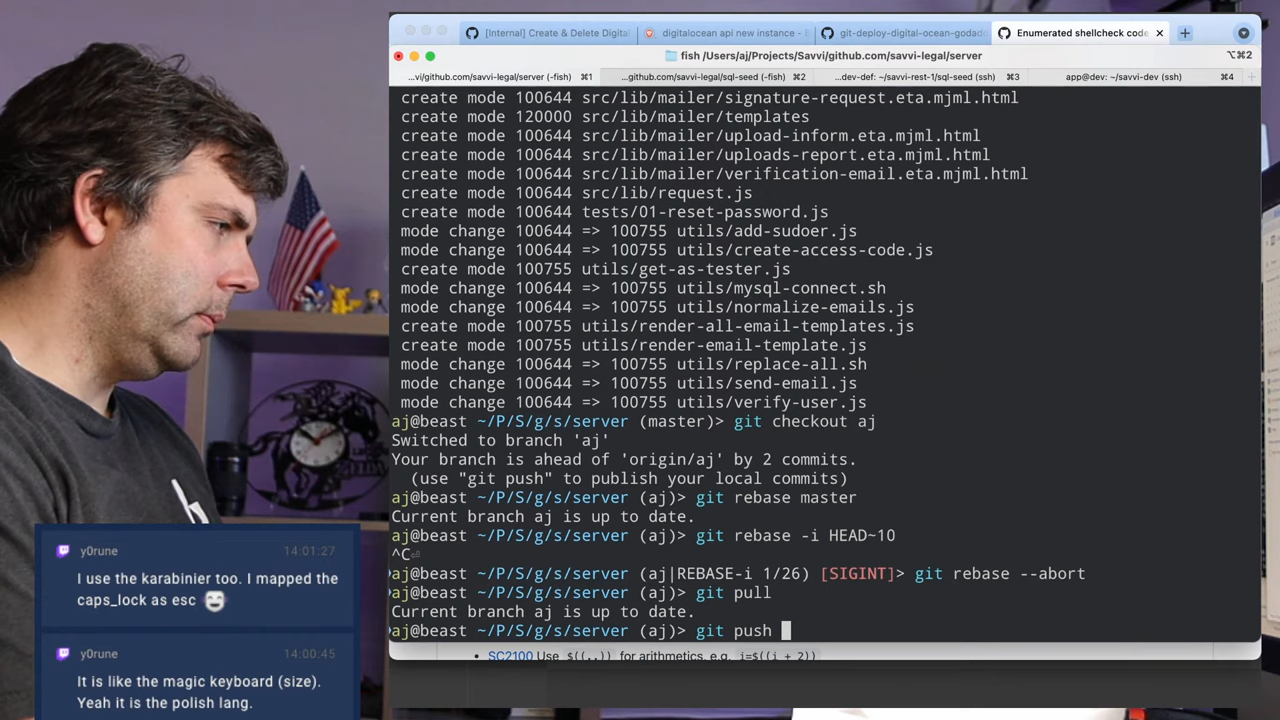 [Internal] Create & Delete Digital
digitalocean api new instance -
git-deploy-digital-ocean-godad
Enumerated shellcheck code
fish /Users/aj/Projects/Savvi/github.com/savvi-legal/server
⌥⌘2
..vi/github.com/savvi-legal/server (-fish) ⌘1
...github.com/savvi-legal/sql-seed (-fish) ⌘2
...dev-def: ~/savvi-rest-1/sql-seed (ssh) ⌘3
app@dev: ~/savvi-dev (ssh) ⌘4
create mode 100644 src/lib/mailer/signature-request.eta.mjml.html
create mode 120000 src/lib/mailer/templates
create mode 100644 src/lib/mailer/upload-inform.eta.mjml.html
create mode 100644 src/lib/mailer/uploads-report.eta.mjml.html
create mode 100644 src/lib/mailer/verification-email.eta.mjml.html
create mode 100644 src/lib/request.js
create mode 100644 tests/01-reset-password.js
mode change 100644 => 100755 utils/add-sudoer.js
mode change 100644 => 100755 utils/create-access-code.js
create mode 100755 utils/get-as-tester.js
mode change 100644 => 100755 utils/mysql-connect.sh
mode change 100644 => 100755 utils/normalize-emails.js
create mode 100755 utils/render-all-email-templates.js
create mode 100755 utils/render-email-template.js
mode change 100644 => 100755 utils/replace-all.sh
mode change 100644 => 100755 utils/send-email.js
mode change 100644 => 100755 utils/verify-user.js
aj@beast ~/P/S/g/s/server (master)> git checkout aj
Switched to branch 'aj'
Your branch is ahead of 'origin/aj' by 2 commits.
(use "git push" to publish your local commits)
aj@beast ~/P/S/g/s/server (aj)> git rebase master
Current branch aj is up to date.
aj@beast ~/P/S/g/s/server (aj)> git rebase -i HEAD~10
^C⏎
aj@beast ~/P/S/g/s/server (aj|REBASE-i 1/26) [SIGINT]> git rebase --abort
aj@beast ~/P/S/g/s/server (aj)> git pull
Current branch aj is up to date.
aj@beast ~/P/S/g/s/server (aj)> git push
• SC2100 Use $((..)) for arithmetics, e.g. i=$((i + 2))
y0rune 14:01:27
I use the karabinier too. I mapped the
caps_lock as esc 😇
y0rune 14:00:45
It is like the magic keyboard (size).
Yeah it is the polish lang.